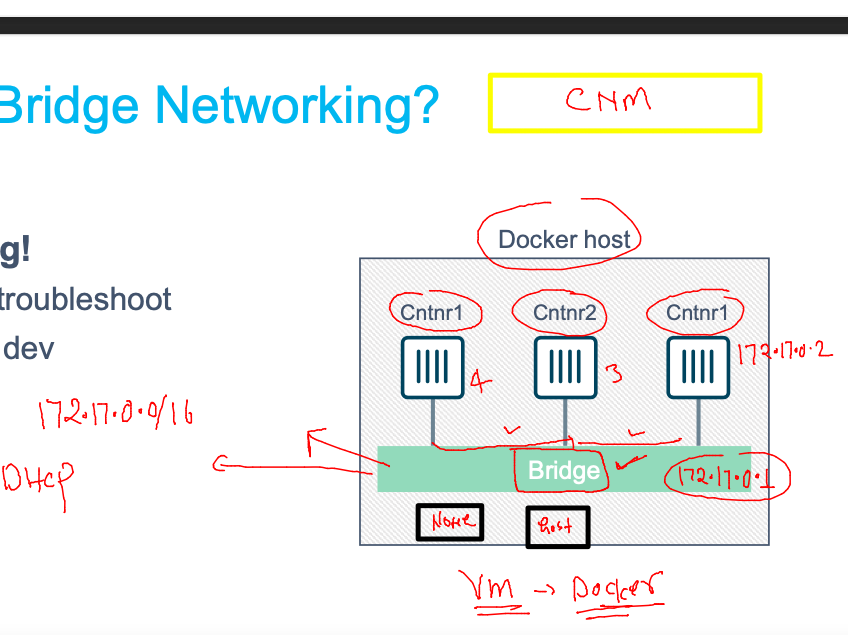 Bridge Networking?
CNM
g!
troubleshoot
dev
172.17.0.0/16
DHCP
Docker host
Cntnr1 Cntnr2 Cntnr1
172.17.0.2
4 3
Bridge 172.17.0.1
None host
VM -> Docker